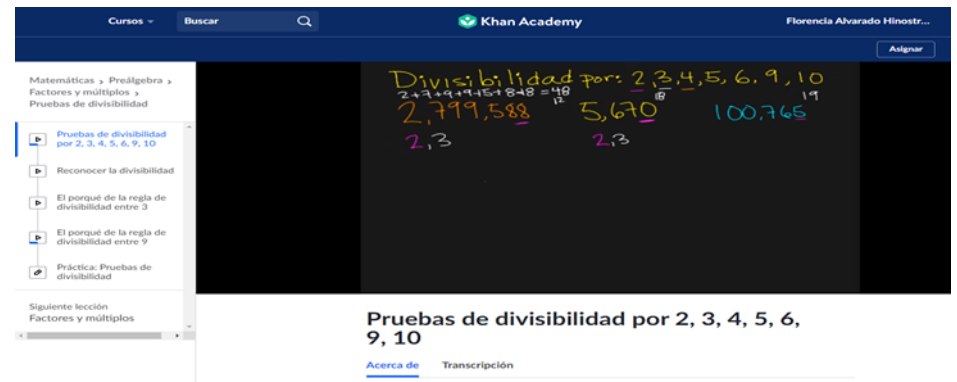 Cursos Buscar Khan Academy Florencia Alvarado Hinostr...
Asignar
Matemáticas > Preálgebra >
Factores y múltiplos >
Pruebas de divisibilidad
Pruebas de divisibilidad
por 2, 3, 4, 5, 6, 9, 10
Reconocer la divisibilidad
El porqué de la regla de
divisibilidad entre 3
El porqué de la regla de
divisibilidad entre 9
Práctica: Pruebas de
divisibilidad
Siguiente lección
Factores y múltiplos
Divisibilidad por: 2,3,4,5,6,9,10
2+7+9+9+5+8+8=48
12 18 19
2,799,588 5,670 100,765
2,3 2,3
Pruebas de divisibilidad por 2, 3, 4, 5, 6,
9, 10
Acerca de Transcripción